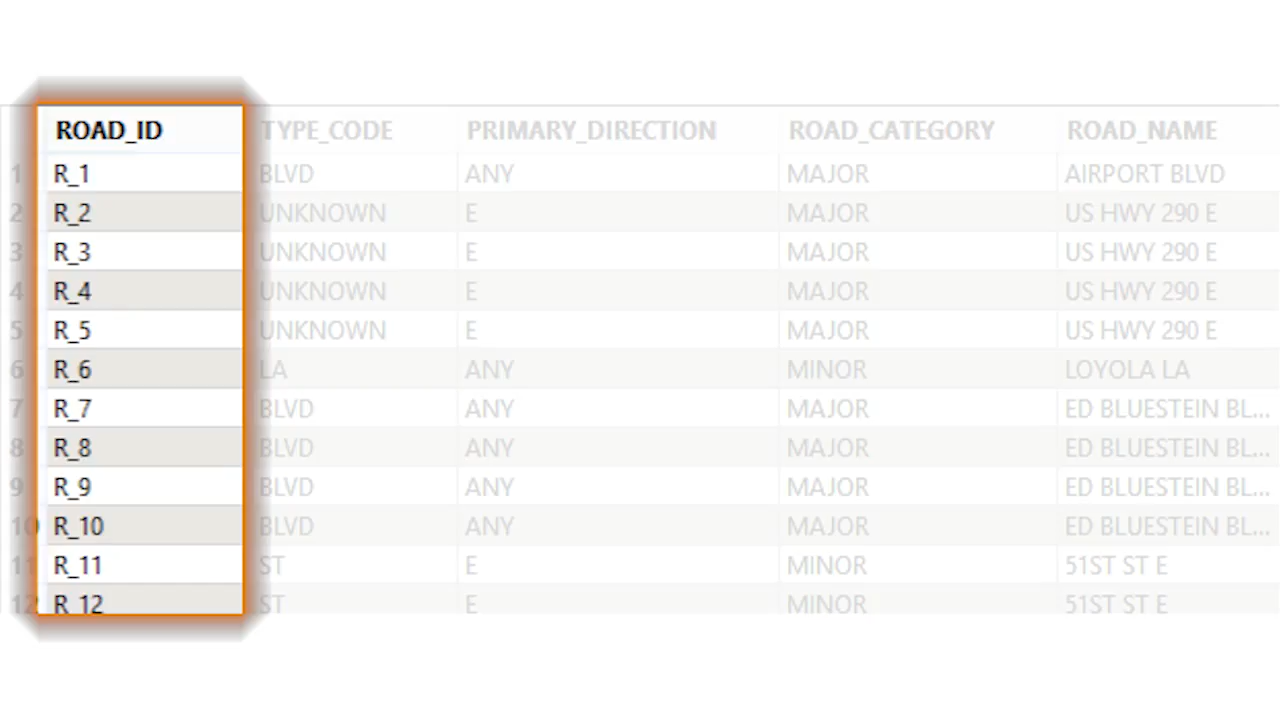 ROAD_ID TYPE_CODE PRIMARY_DIRECTION ROAD_CATEGORY ROAD_NAME
1 R_1 BLVD ANY MAJOR AIRPORT BLVD
2 R_2 UNKNOWN E MAJOR US HWY 290 E
3 R_3 UNKNOWN E MAJOR US HWY 290 E
4 R_4 UNKNOWN E MAJOR US HWY 290 E
5 R_5 UNKNOWN E MAJOR US HWY 290 E
6 R_6 LA ANY MINOR LOYOLA LA
7 R_7 BLVD ANY MAJOR ED BLUESTEIN BL...
8 R_8 BLVD ANY MAJOR ED BLUESTEIN BL...
9 R_9 BLVD ANY MAJOR ED BLUESTEIN BL...
10 R_10 BLVD ANY MAJOR ED BLUESTEIN BL...
11 R_11 ST E MINOR 51ST ST E
12 R_12 ST E MINOR 51ST ST E